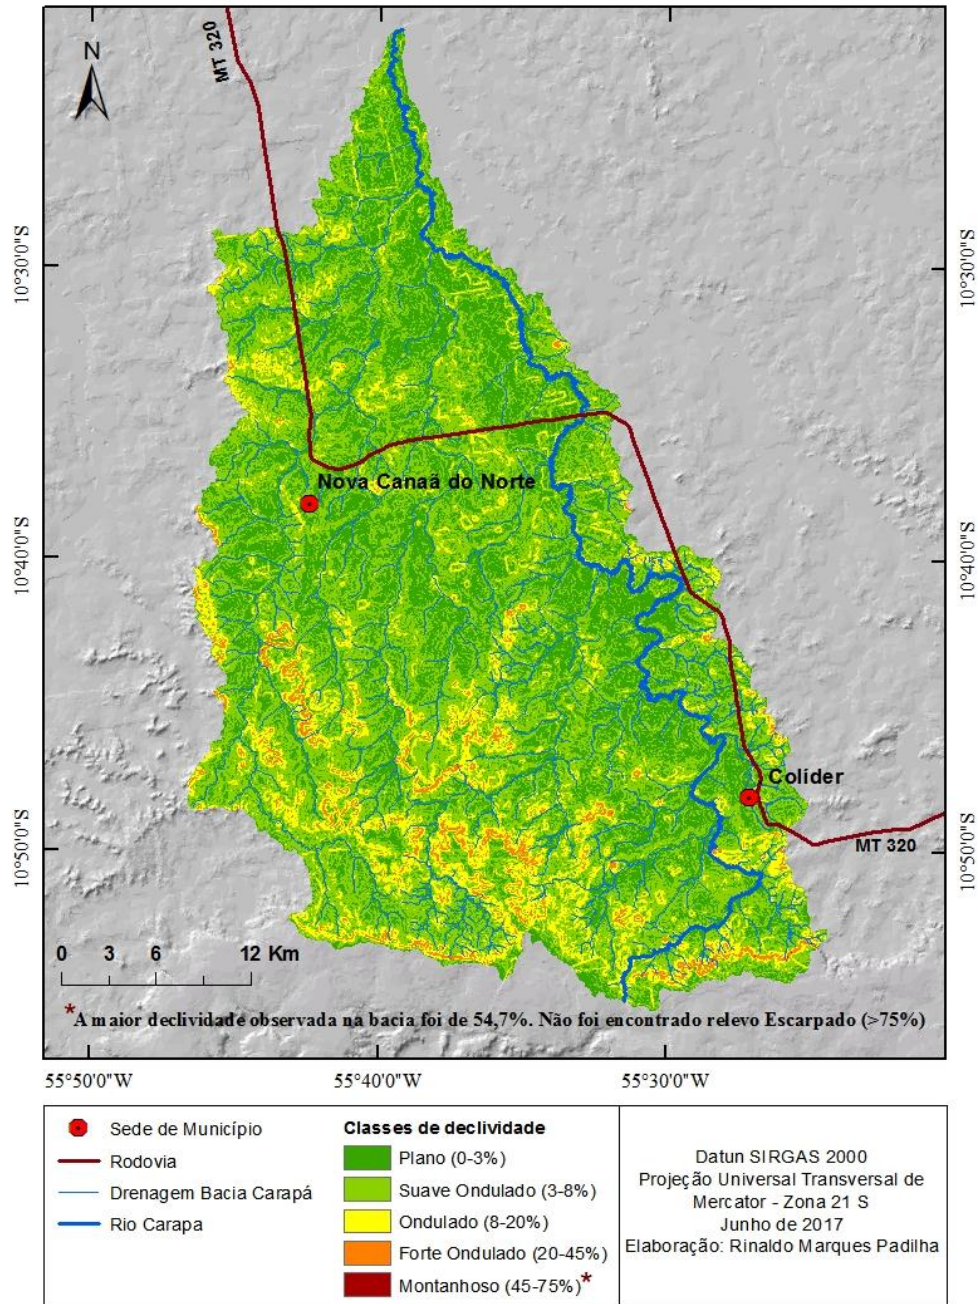 N
MT 320
10°30'0"S
10°30'0"S
Nova Canaã do Norte
10°40'0"S
10°40'0"S
Colíder
10°50'0"S
10°50'0"S
MT 320
0 3 6 12 Km
*A maior declividade observada na bacia foi de 54,7%. Não foi encontrado relevo Escarpado (>75%)
55°50'0"W 55°40'0"W 55°30'0"W
Sede de Município
Rodovia
Drenagem Bacia Carapá
Rio Carapa
Classes de declividade
Plano (0-3%)
Suave Ondulado (3-8%)
Ondulado (8-20%)
Forte Ondulado (20-45%)
Montanhoso (45-75%)*
Datun SIRGAS 2000
Projeção Universal Transversal de
Mercator - Zona 21 S
Junho de 2017
Elaboração: Rinaldo Marques Padilha